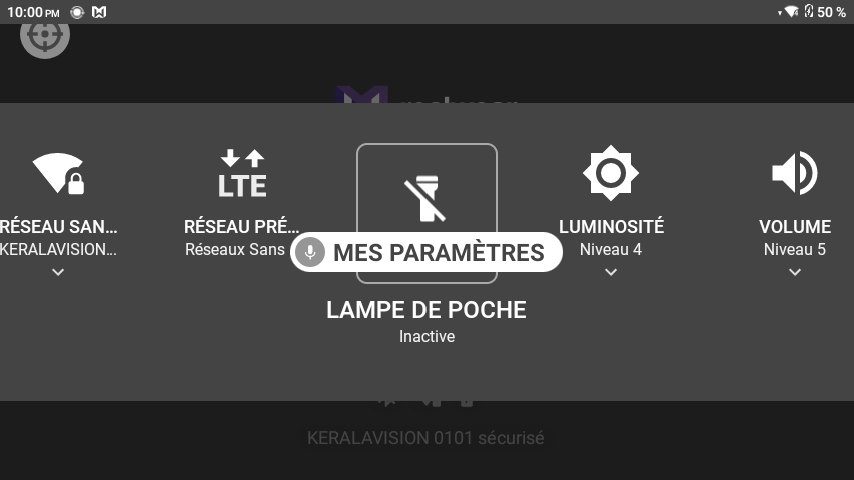 10:00 PM
50 %
RÉSEAU SAN…
KERALAVISION…
RÉSEAU PRÉ…
Réseaux Sans
LTE
LUMINOSITÉ
Niveau 4
VOLUME
Niveau 5
MES PARAMÈTRES
LAMPE DE POCHE
Inactive
KERALAVISION 0101 sécurisé